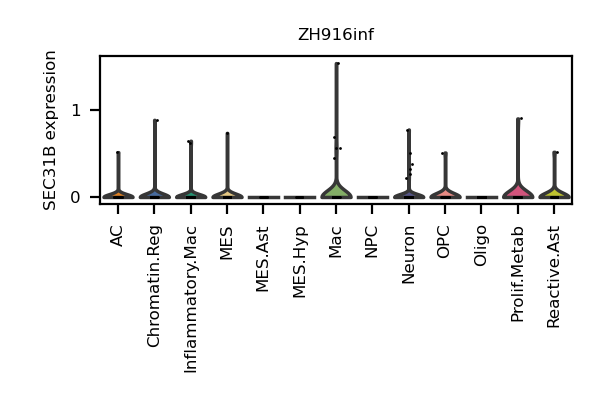 ZH916inf
SEC31B expression
1
0
AC
Chromatin.Reg
Inflammatory.Mac
MES
MES.Ast
MES.Hyp
Mac
NPC
Neuron
OPC
Oligo
Prolif.Metab
Reactive.Ast